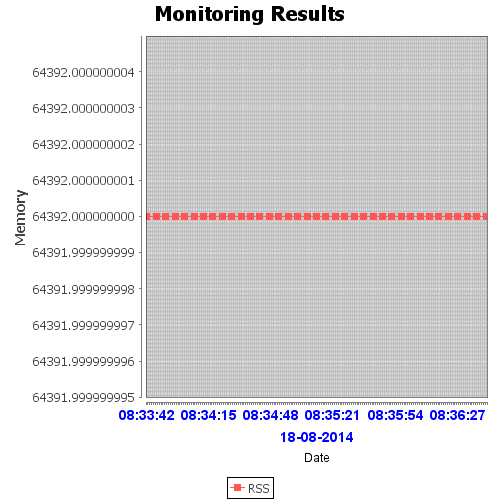 Monitoring Results
64392.000000004
64392.000000003
64392.000000002
64392.000000001
64392.000000000
64391.999999999
64391.999999998
64391.999999997
64391.999999996
64391.999999995
Memory
08:33:42 08:34:15 08:34:48 08:35:21 08:35:54 08:36:27
18-08-2014
Date
RSS